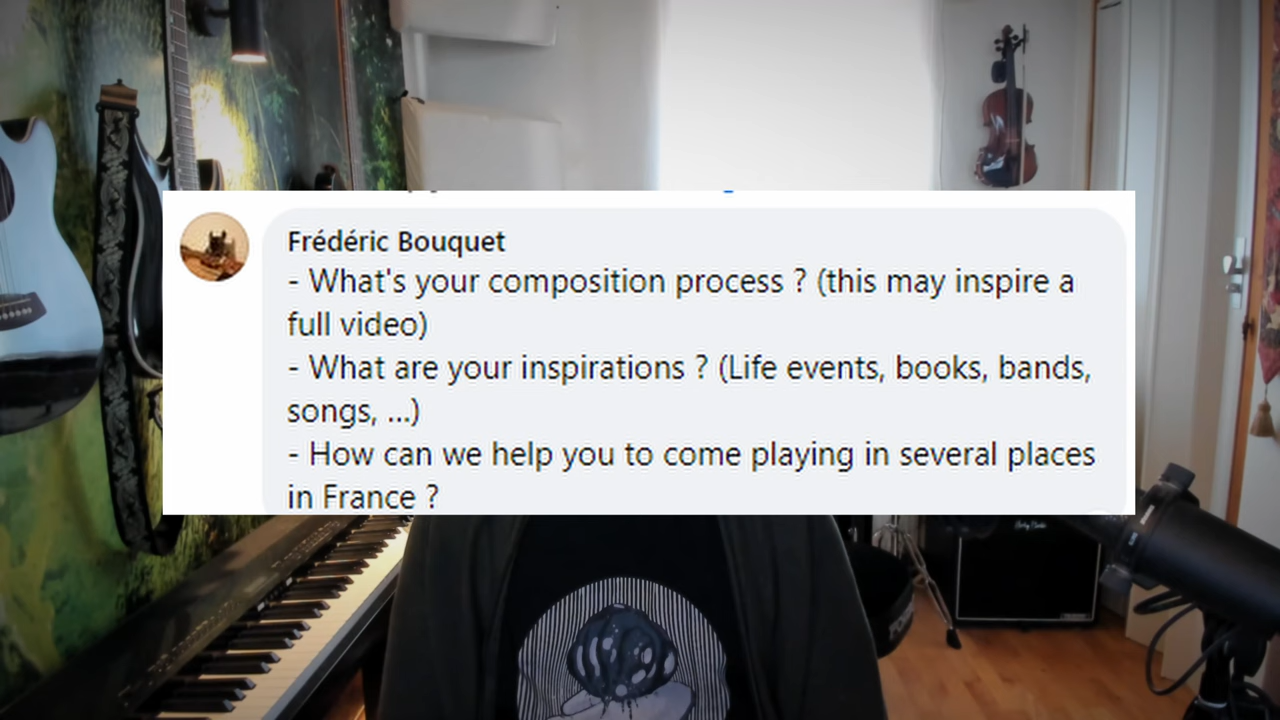 Frédéric Bouquet
- What's your composition process ? (this may inspire a
full video)
- What are your inspirations ? (Life events, books, bands,
songs, ...)
- How can we help you to come playing in several places
in France ?